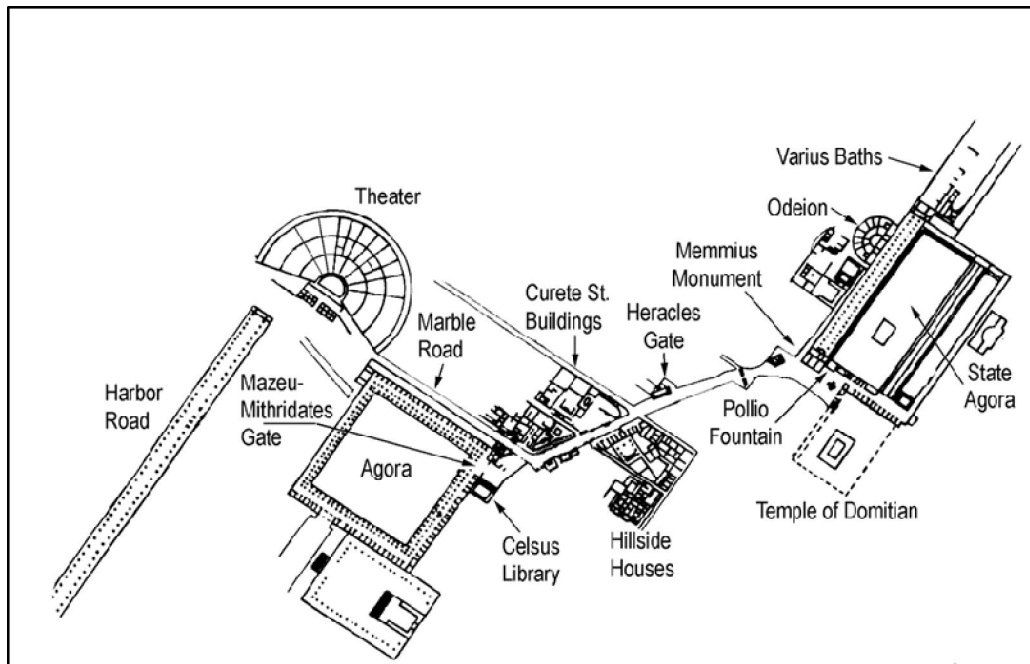 Varius Baths
Theater
Odeion
Memmius
Monument
Curete St.
Buildings
Heracles
Gate
Marble
Road
Mazeu-
Mithridates
Gate
Harbor
Road
State
Agora
Pollio
Fountain
Agora
Temple of Domitian
Celsus
Library
Hillside
Houses